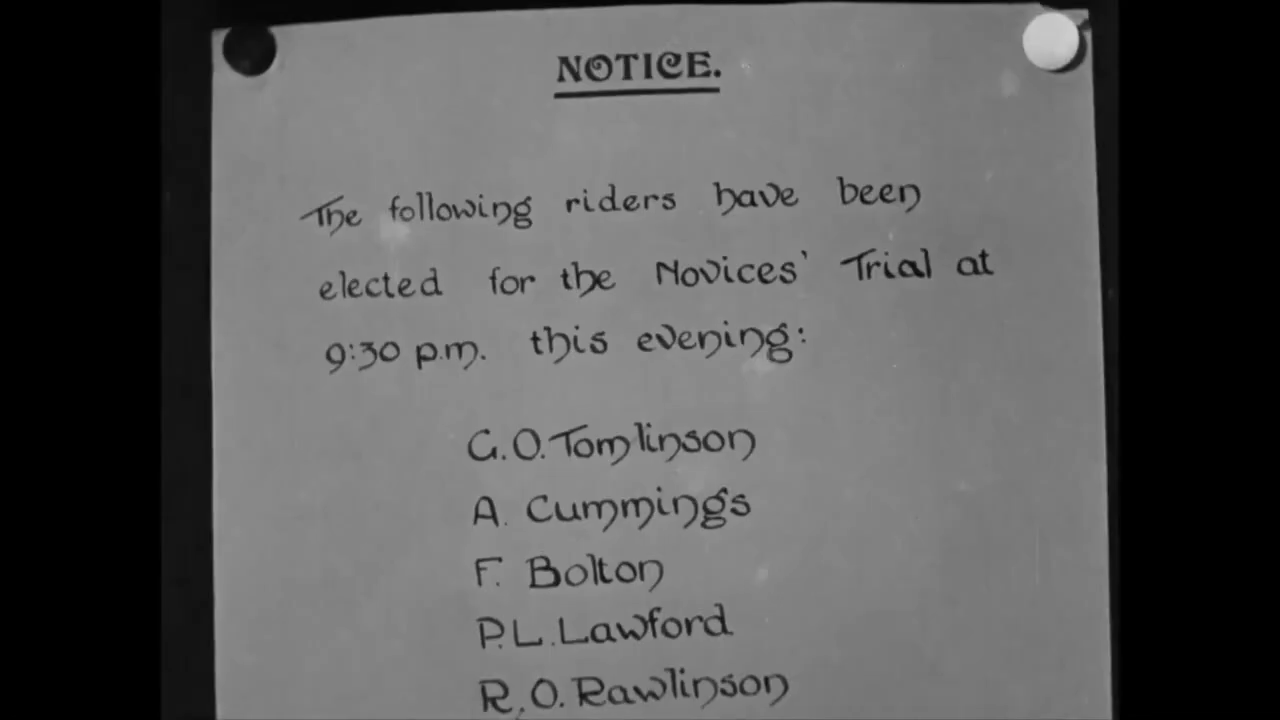 NOTICE.
The following riders have been
elected for the Novices' Trial at
9:30 p.m. this evening:
G.O. Tomlinson
A. Cummings
F. Bolton
P.L. Lawford
R.O. Rawlinson